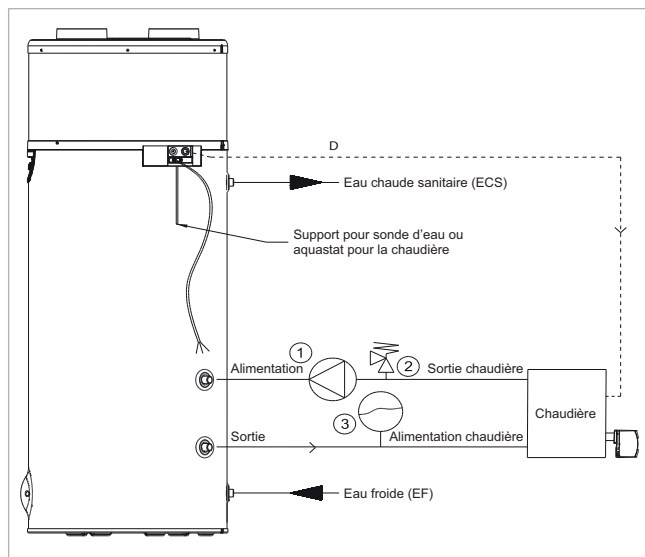 D
Eau chaude sanitaire (ECS)
Support pour sonde d'eau ou
aquastat pour la chaudière
1
Alimentation
2
Sortie chaudière
3
Chaudière
Sortie
Alimentation chaudière
Eau froide (EF)